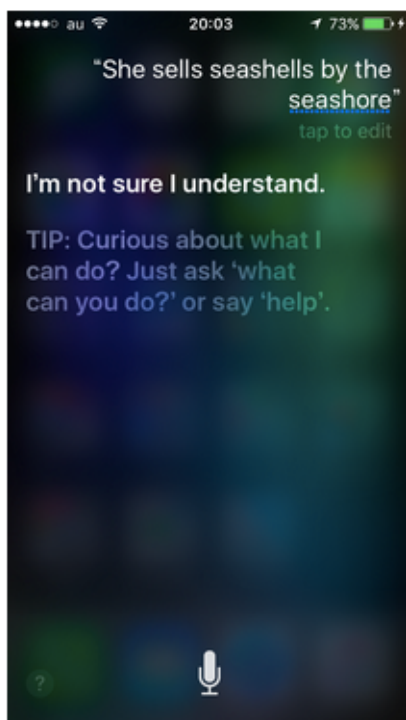 au 20:03 73%
“She sells seashells by the
seashore”
tap to edit
I’m not sure I understand.
TIP: Curious about what I
can do? Just ask ‘what
can you do?’ or say ‘help’.
?